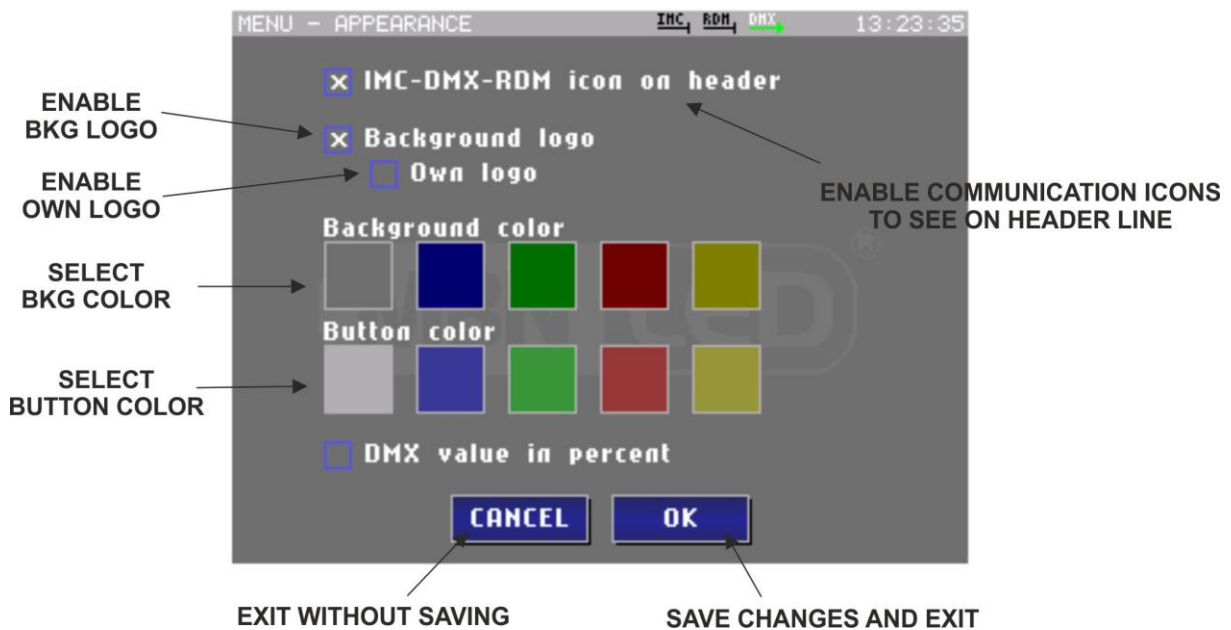 MENU - APPEARANCE IMC RDM DMX 13:23:35
IMC-DMX-RDM icon on header
ENABLE
BKG LOGO
Background logo
ENABLE
OWN LOGO
Own logo
ENABLE COMMUNICATION ICONS
TO SEE ON HEADER LINE
Background color
SELECT
BKG COLOR
Button color
SELECT
BUTTON COLOR
DMX value in percent
CANCEL OK
EXIT WITHOUT SAVING
SAVE CHANGES AND EXIT